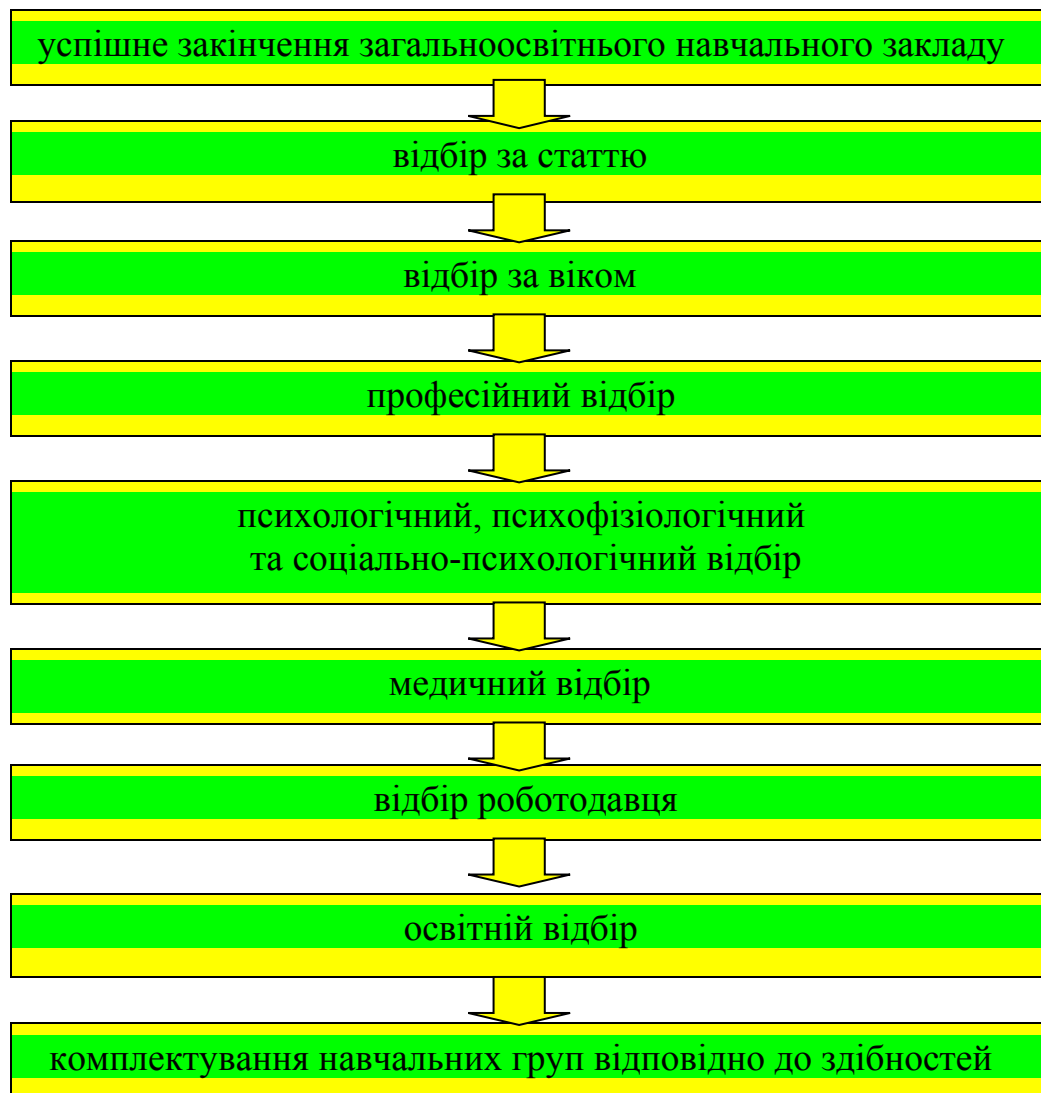 успішне закінчення загальноосвітнього навчального закладу
відбір за статтю
відбір за віком
професійний відбір
психологічний, психофізіологічний
та соціально-психологічний відбір
медичний відбір
відбір роботодавця
освітній відбір
комплектування навчальних груп відповідно до здібностей